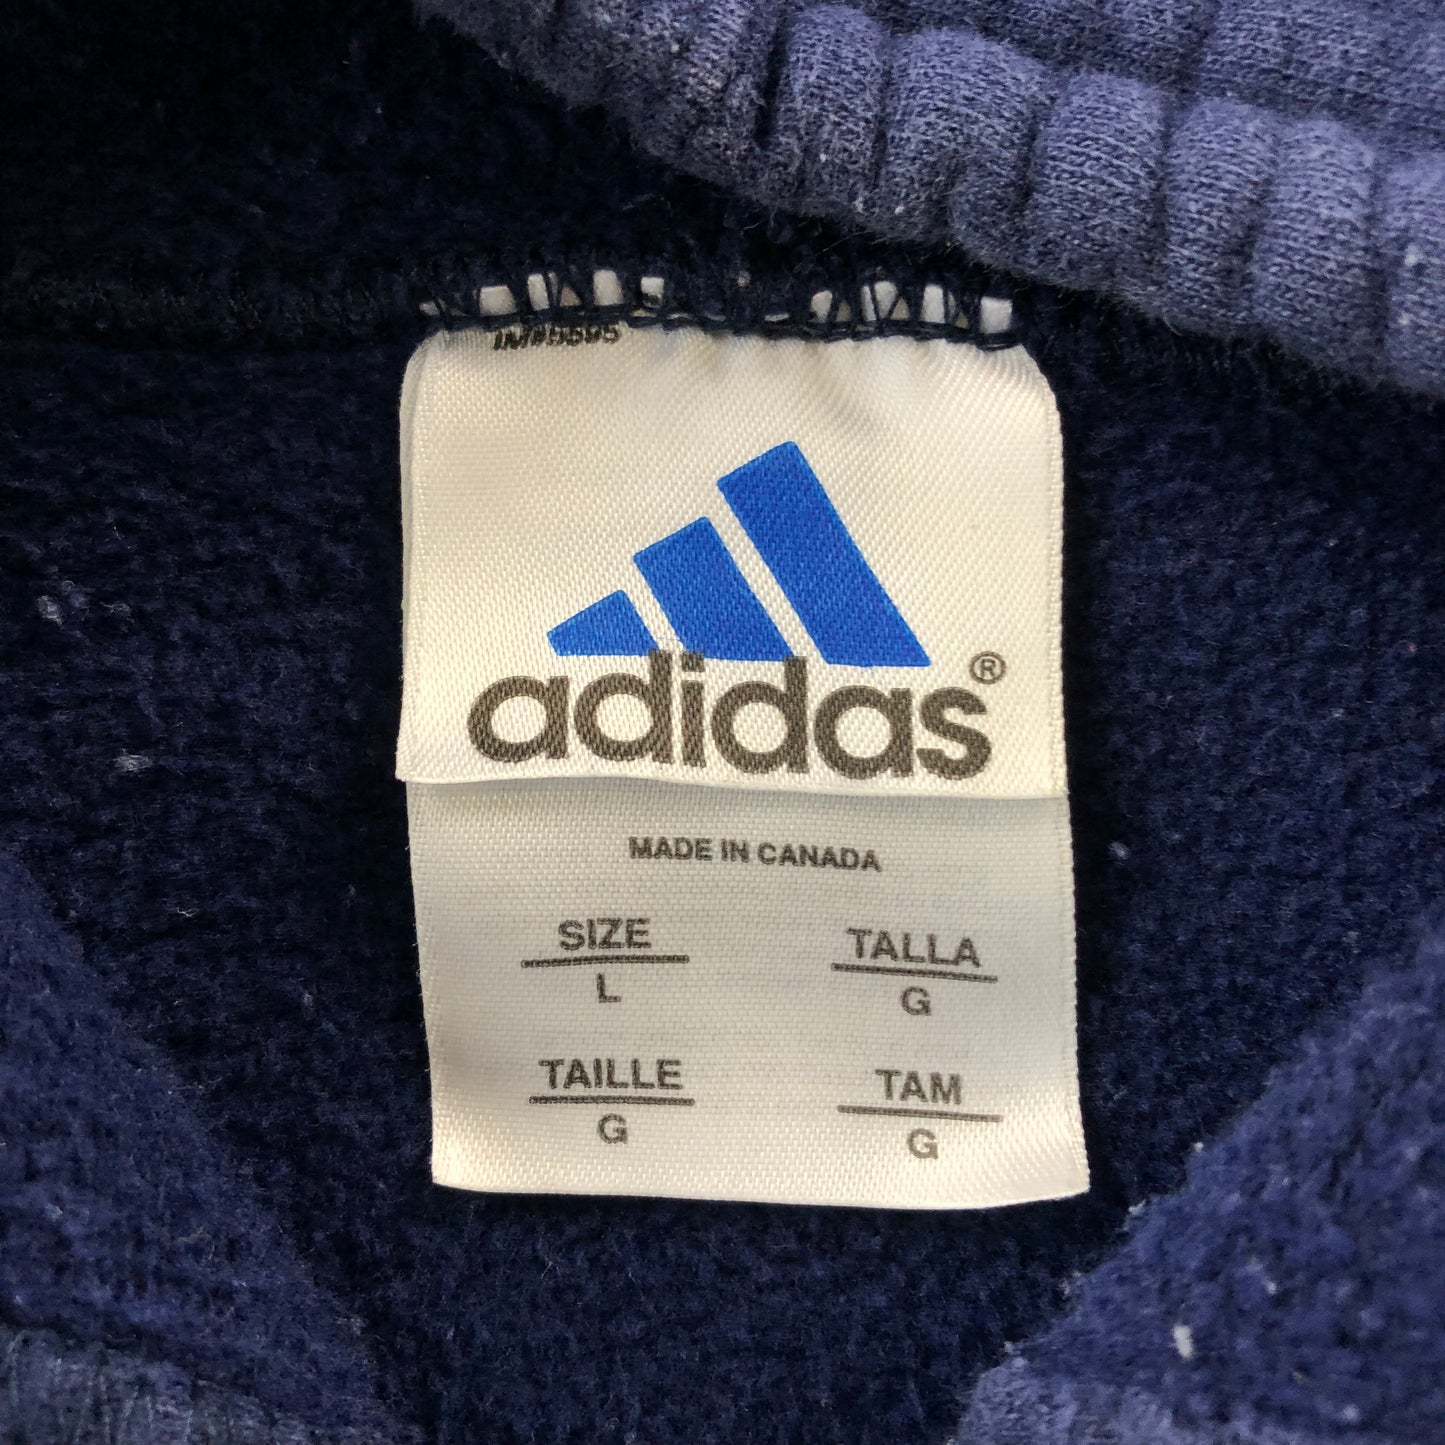 adidas®
MADE IN CANADA
SIZE TALLA
L G
TAILLE TAM
G G